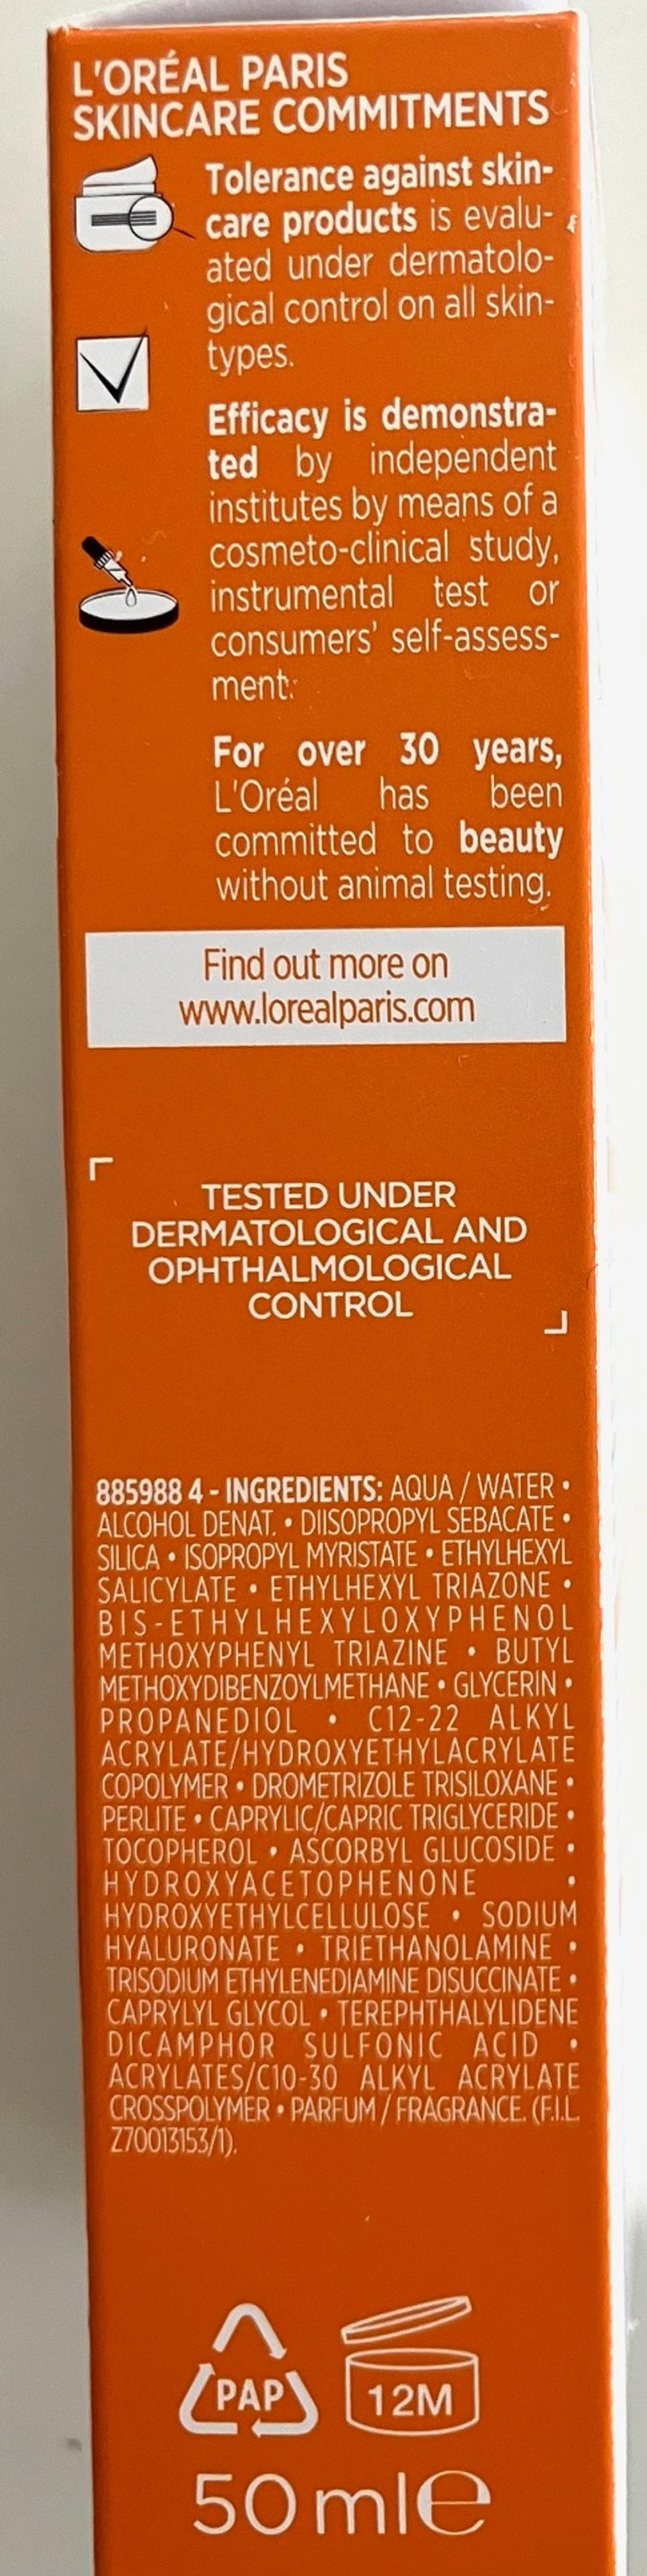 L'ORÉAL PARIS
SKINCARE COMMITMENTS
Tolerance against skin-
care products is evalu-
ated under dermatolo-
gical control on all skin-
types.
Efficacy is demonstra-
ted by independent
institutes by means of a
cosmeto-clinical study,
instrumental test or
consumers' self-assess-
ment.
For over 30 years,
L'Oréal has been
committed to beauty
without animal testing.
Find out more on
www.lorealparis.com
TESTED UNDER
DERMATOLOGICAL AND
OPHTHALMOLOGICAL
CONTROL
885988 4 - INGREDIENTS: AQUA / WATER •
ALCOHOL DENAT. • DIISOPROPYL SEBACATE •
SILICA • ISOPROPYL MYRISTATE • ETHYLHEXYL
SALICYLATE • ETHYLHEXYL TRIAZONE •
BIS-ETHYLHEXYLOXYPHENOL
METHOXYPHENYL TRIAZINE • BUTYL
METHOXYDIBENZOYLMETHANE • GLYCERIN •
PROPANEDIOL • C12-22 ALKYL
ACRYLATE/HYDROXYETHYLACRYLATE
COPOLYMER • DROMETRIZOLE TRISILOXANE •
PERLITE • CAPRYLIC/CAPRIC TRIGLYCERIDE •
TOCOPHEROL • ASCORBYL GLUCOSIDE •
HYDROXYACETOPHENONE •
HYDROXYETHYLCELLULOSE • SODIUM
HYALURONATE • TRIETHANOLAMINE •
TRISODIUM ETHYLENEDIAMINE DISUCCINATE •
CAPRYLYL GLYCOL • TEREPHTHALYLIDENE
DICAMPHOR SULFONIC ACID •
ACRYLATES/C10-30 ALKYL ACRYLATE
CROSSPOLYMER • PARFUM / FRAGRANCE. (F.I.L.
Z70013153/1).
PAP
12M
50 ml e